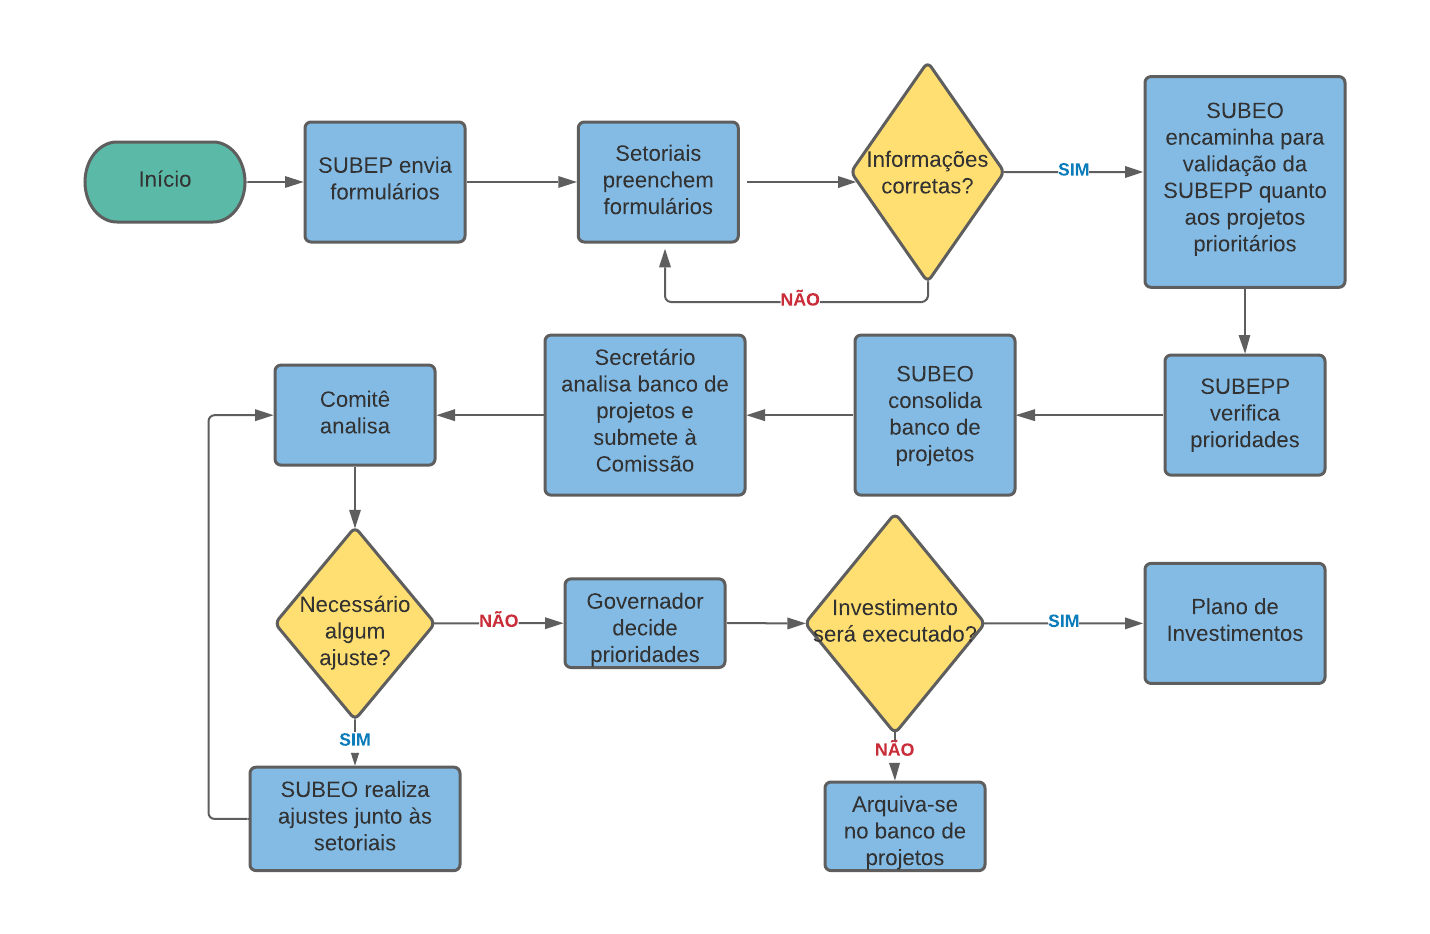 Início
SUBEP envia
formulários
Setoriais
preenchem
formulários
Informações
corretas?
SIM
SUBEO
encaminha para
validação da
SUBEPP quanto
aos projetos
prioritários
NÃO
SUBEPP
verifica
prioridades
SUBEO
consolida
banco de
projetos
Secretário
analisa banco de
projetos e
submete à
Comissão
Comitê
analisa
Necessário
algum
ajuste?
NÃO
Governador
decide
prioridades
Investimento
será executado?
SIM
Plano de
Investimentos
SIM
SUBEO realiza
ajustes junto às
setoriais
NÃO
Arquiva-se
no banco de
projetos